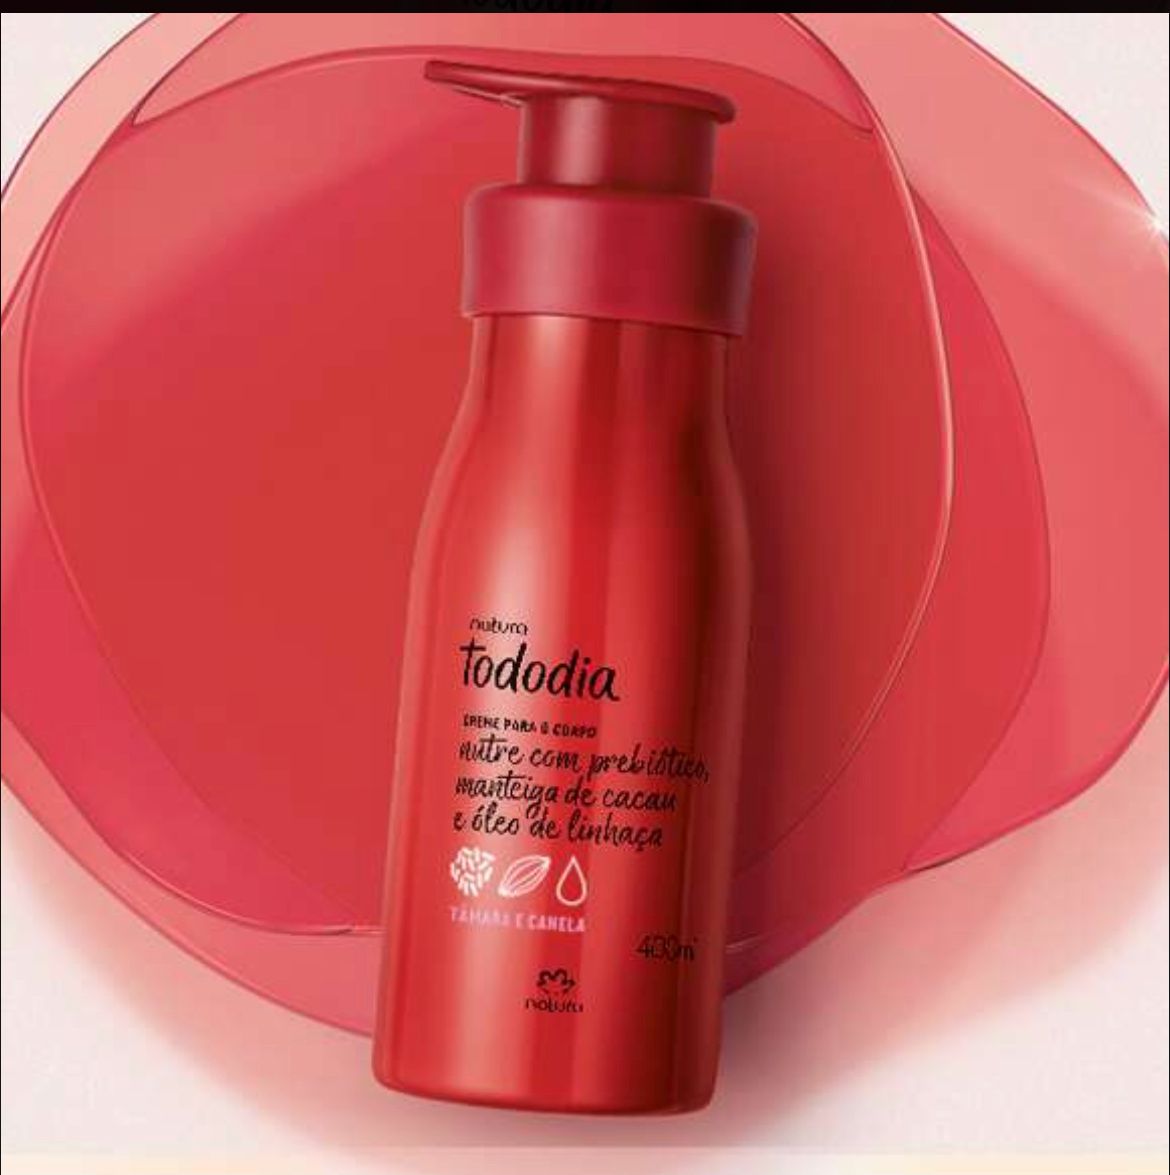 natura
tododia
CREME PARA O CORPO
nutre com prebiótico,
manteiga de cacau
e óleo de linhaça
TÂMARA E CANELA
400ml
natura